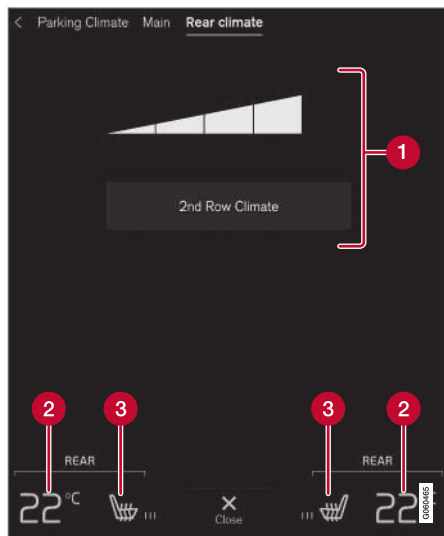 < Parking Climate Main Rear climate
1
2nd Row Climate
2 3 3 2
REAR REAR
22°C 22°
Close
G060465